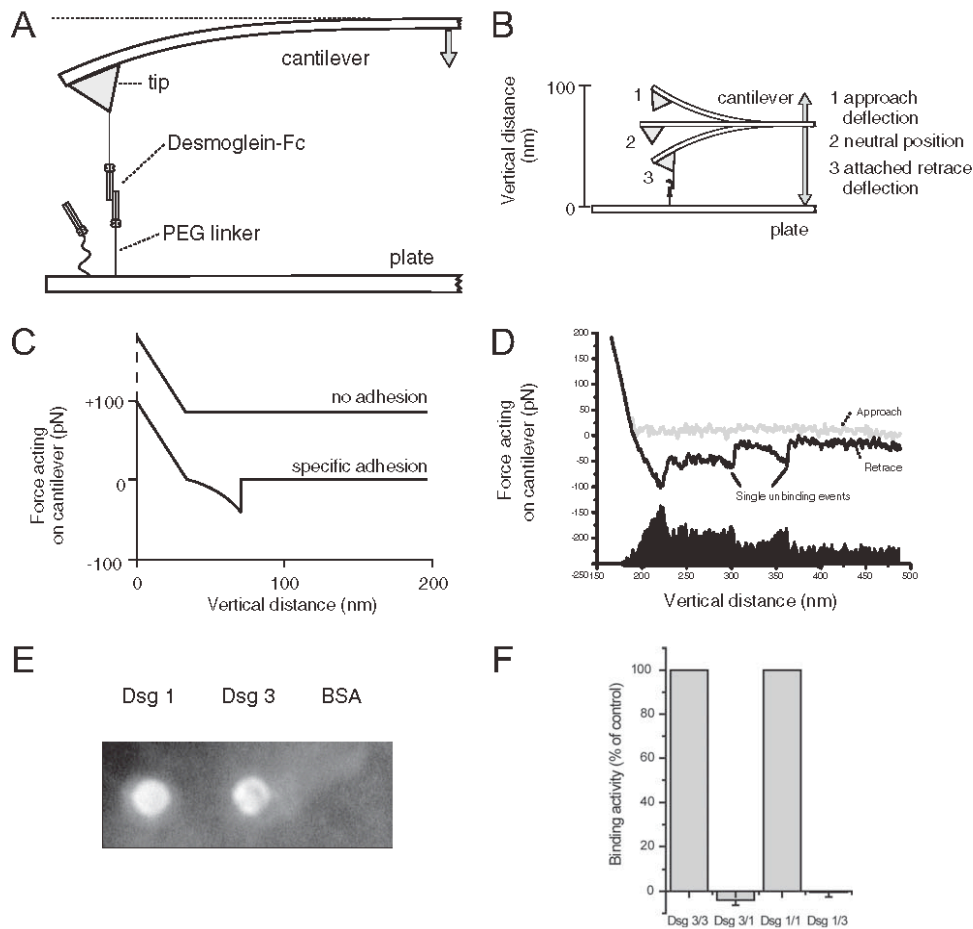 A
cantilever
tip
Desmoglein-Fc
PEG linker
plate
B
100
0
Vertical distance
(nm)
cantilever
1
2
3
plate
1 approach
deflection
2 neutral position
3 attached retrace
deflection
C
+100
0
-100
Force acting
on cantilever (pN)
no adhesion
specific adhesion
0 100 200
Vertical distance (nm)
D
200
150
100
50
0
-50
-100
-150
-200
-250
Force acting
on cantilever (pN)
Approach
Retrace
Single unbinding events
150 200 250 300 350 400 450 500
Vertical distance (nm)
E
Dsg 1 Dsg 3 BSA
F
100
80
60
40
20
0
Binding activity (% of control)
Dsg 3/3 Dsg 3/1 Dsg 1/1 Dsg 1/3